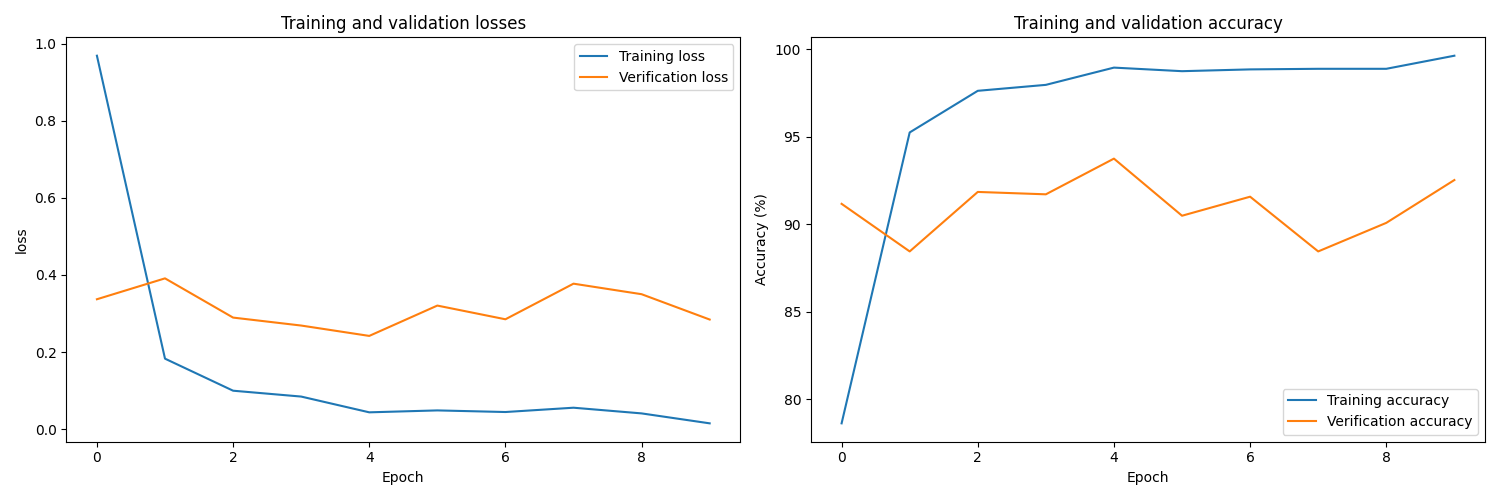 Training and validation losses
1.0
0.8
0.6
0.4
0.2
0.0
loss
0 2 4 6 8
Epoch
Training loss
Verification loss
Training and validation accuracy
100
95
90
85
80
Accuracy (%)
0 2 4 6 8
Epoch
Training accuracy
Verification accuracy